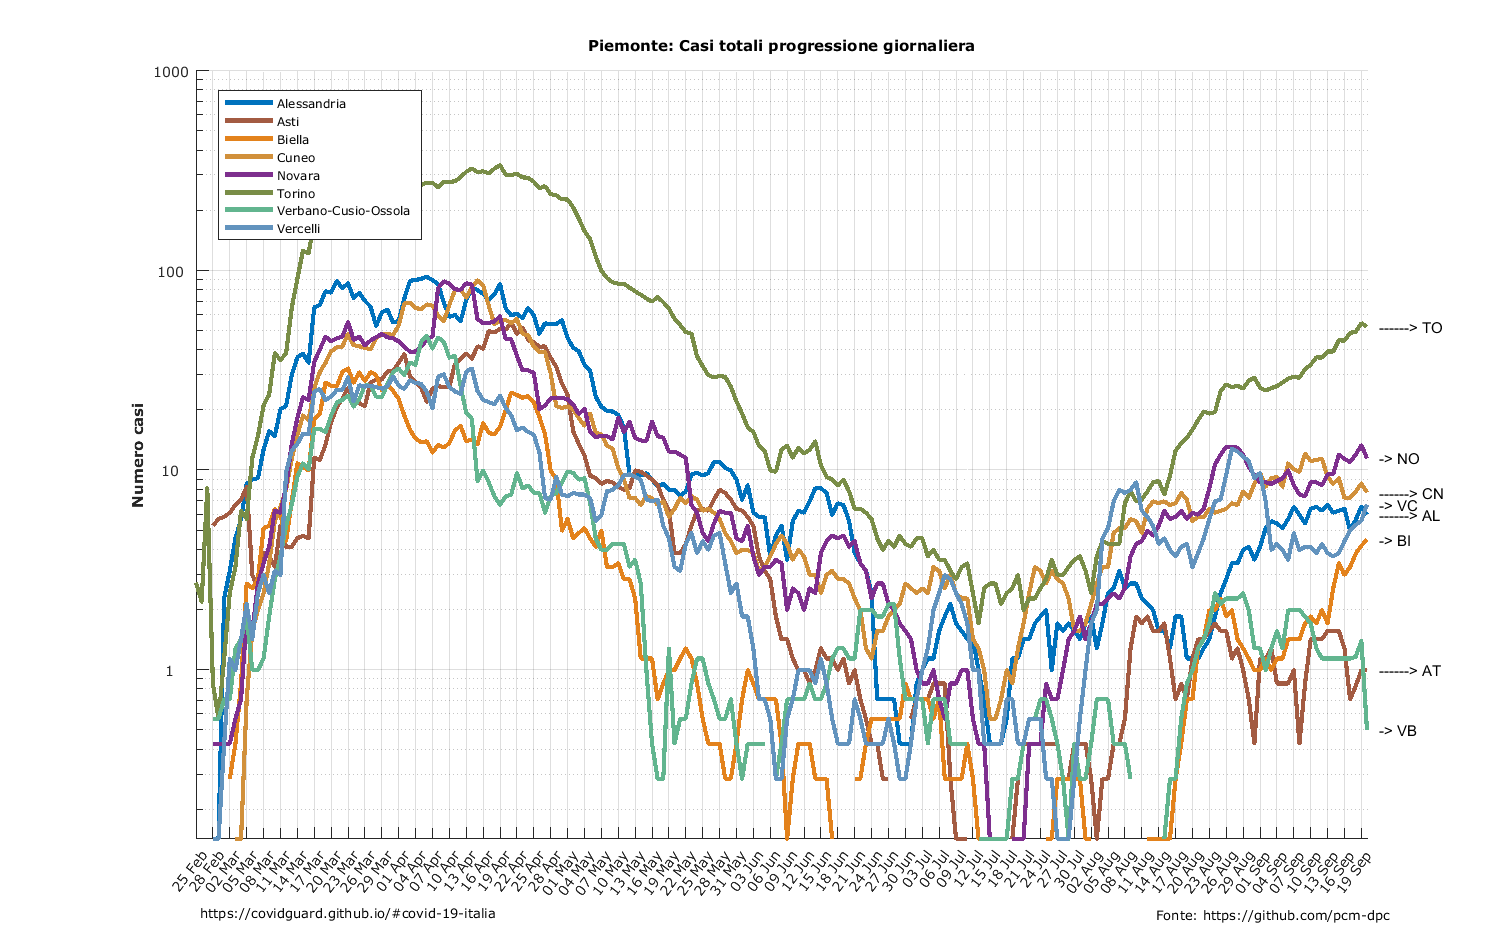 Piemonte: Casi totali progressione giornaliera
1000
100
10
1
Numero casi
Alessandria
Asti
Biella
Cuneo
Novara
Torino
Verbano-Cusio-Ossola
Vercelli
------> TO
-> NO
------> CN
-> VC
------> AL
-> BI
------> AT
-> VB
25 Feb
28 Feb
02 Mar
05 Mar
08 Mar
11 Mar
14 Mar
17 Mar
20 Mar
23 Mar
26 Mar
29 Mar
01 Apr
04 Apr
07 Apr
10 Apr
13 Apr
16 Apr
19 Apr
22 Apr
25 Apr
28 Apr
01 May
04 May
07 May
10 May
13 May
16 May
19 May
22 May
25 May
28 May
31 May
03 Jun
06 Jun
09 Jun
12 Jun
15 Jun
18 Jun
21 Jun
24 Jun
27 Jun
30 Jun
03 Jul
06 Jul
09 Jul
12 Jul
15 Jul
18 Jul
21 Jul
24 Jul
27 Jul
30 Jul
02 Aug
05 Aug
08 Aug
11 Aug
14 Aug
17 Aug
20 Aug
23 Aug
26 Aug
29 Aug
01 Sep
04 Sep
07 Sep
10 Sep
13 Sep
16 Sep
19 Sep
https://covidguard.github.io/#covid-19-italia
Fonte: https://github.com/pcm-dpc